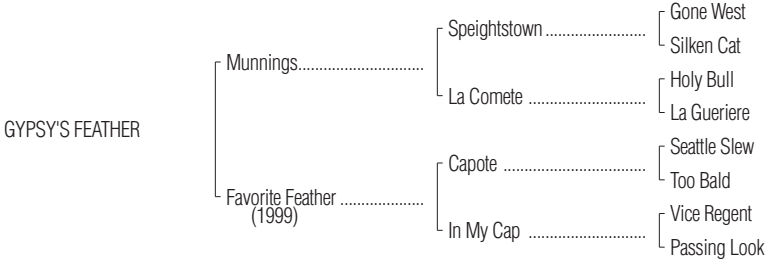 Gone West
Speightstown ........................
Silken Cat
Munnings..............................
Holy Bull
La Comete ............................
La Gueriere
GYPSY'S FEATHER
Seattle Slew
Capote ..................................
Too Bald
Favorite Feather ....................
(1999)
Vice Regent
In My Cap ............................
Passing Look